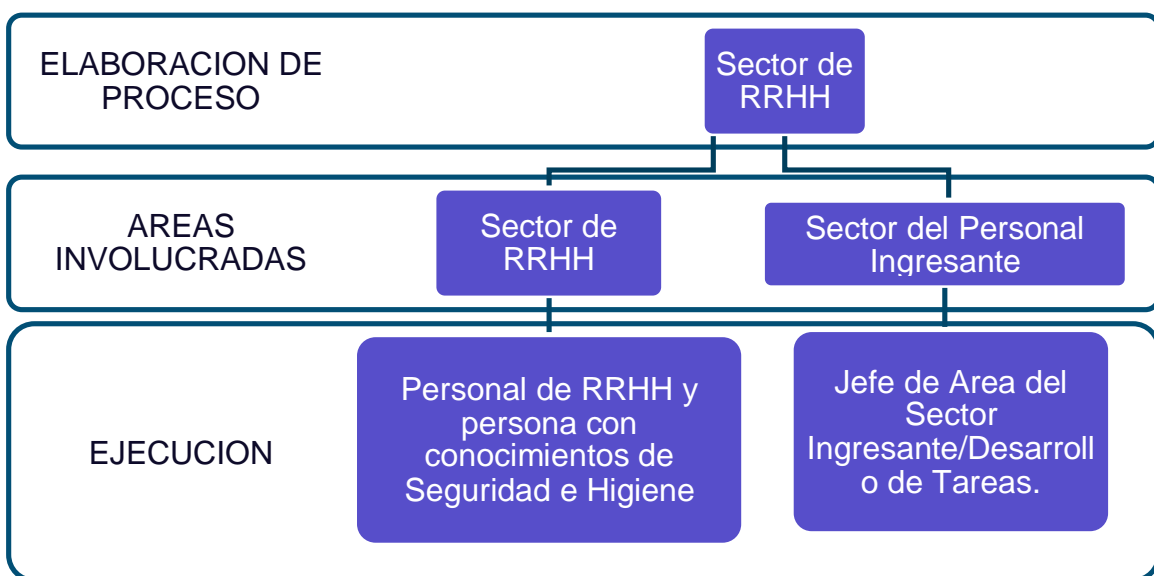 ELABORACION DE
PROCESO
Sector de
RRHH
AREAS
INVOLUCRADAS
Sector de
RRHH
Sector del Personal
Ingresante
EJECUCION
Personal de RRHH y
persona con
conocimientos de
Seguridad e Higiene
Jefe de Area del
Sector
Ingresante/Desarroll
o de Tareas.